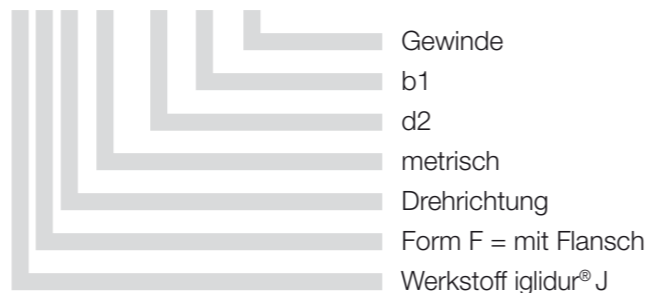 Gewinde
b1
d2
metrisch
Drehrichtung
Form F = mit Flansch
Werkstoff iglidur® J